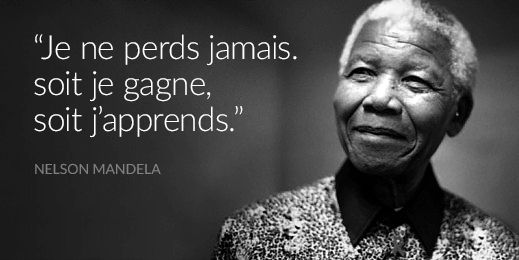 “Je ne perds jamais.
soit je gagne,
soit j’apprends.”
NELSON MANDELA